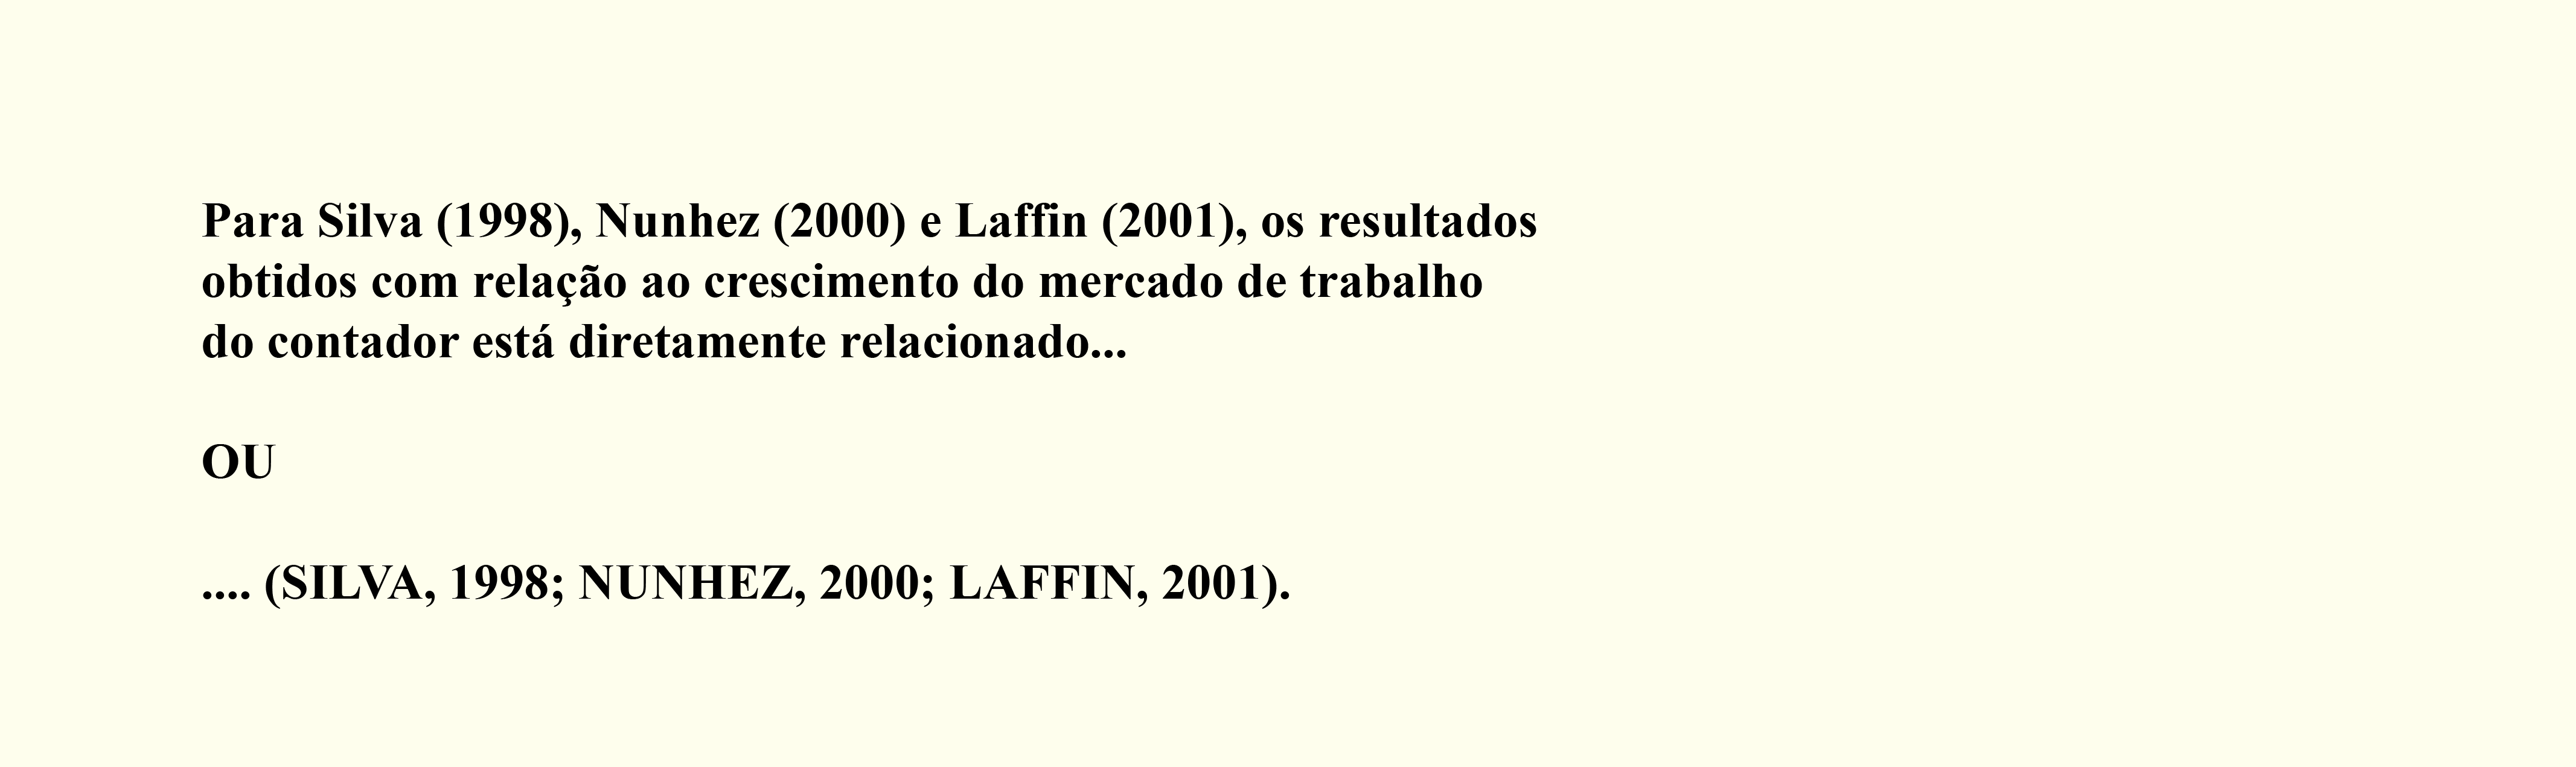 Para Silva (1998), Nunhez (2000) e Laffin (2001), os resultados
obtidos com relação ao crescimento do mercado de trabalho
do contador está diretamente relacionado...
OU
.... (SILVA, 1998; NUNHEZ, 2000; LAFFIN, 2001).